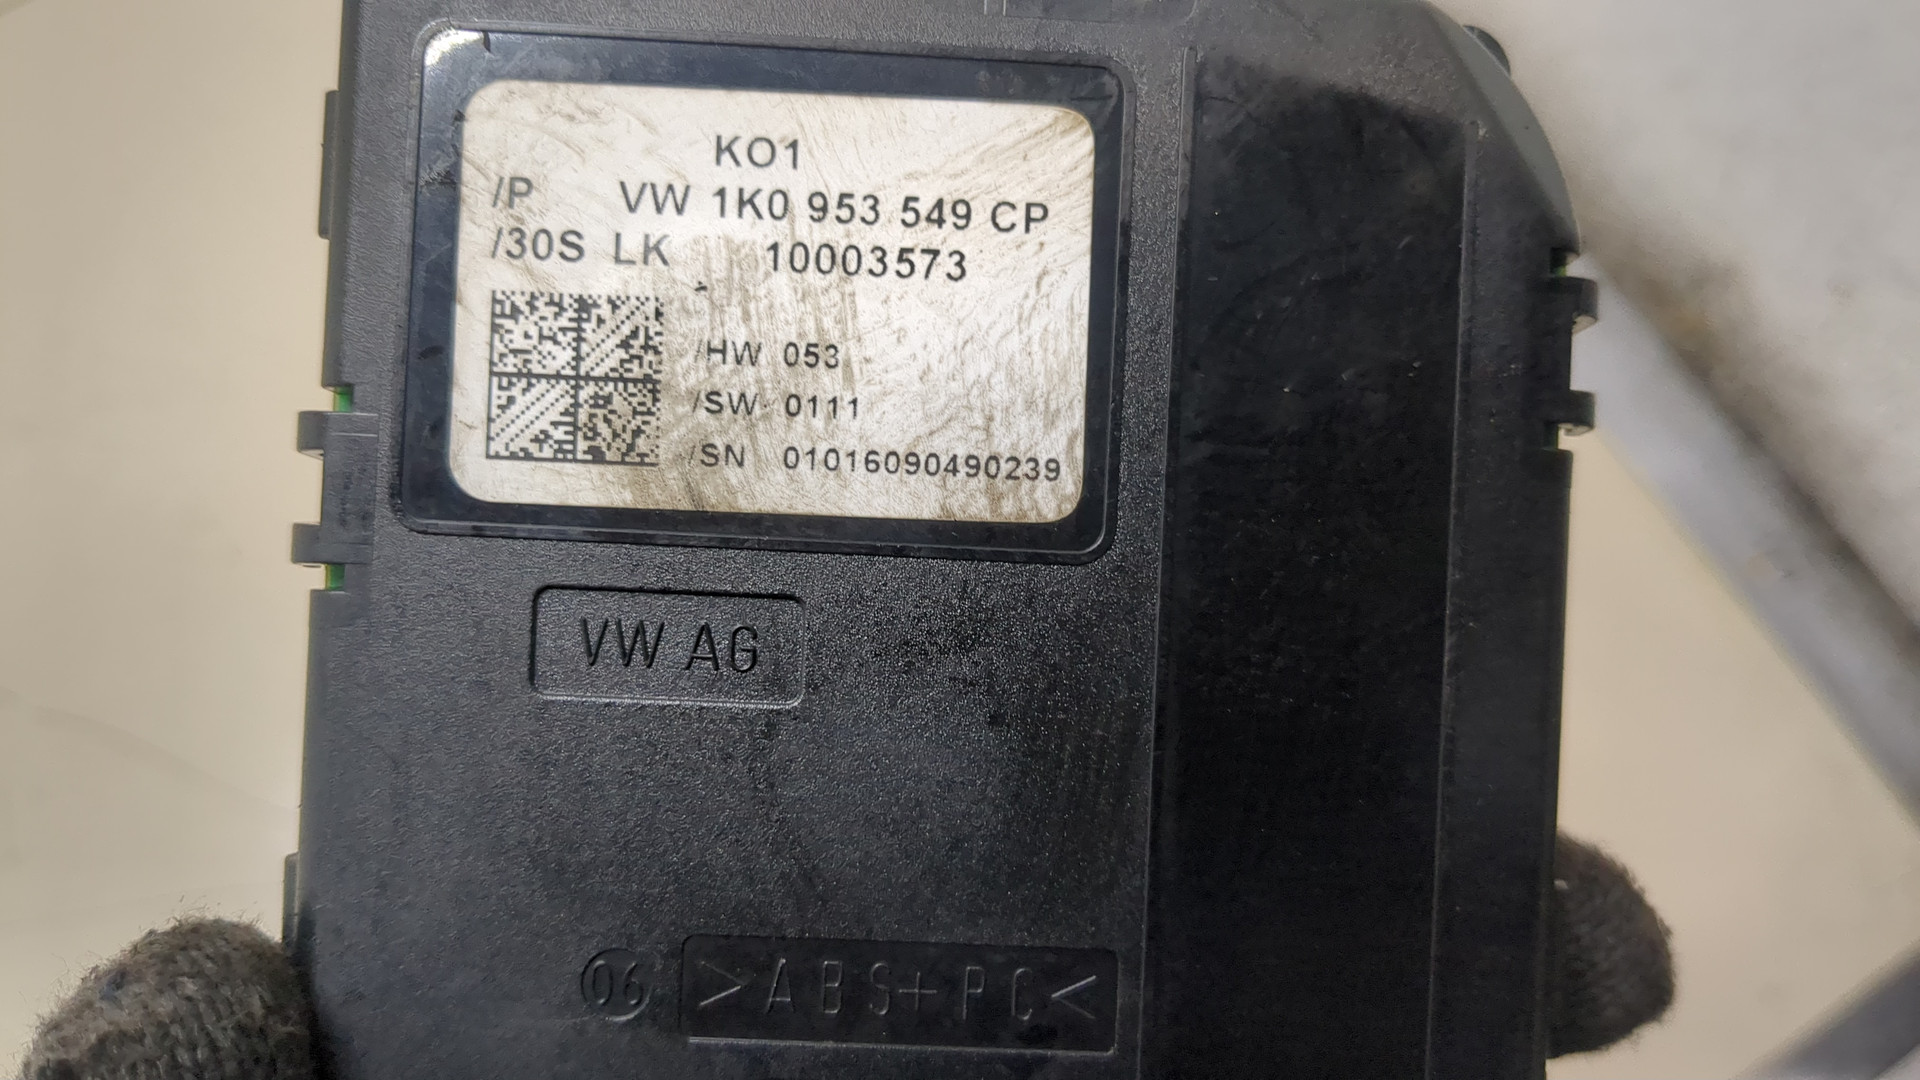 KO1
/P VW 1K0 953 549 CP
/30S LK 10003573
/HW 053
/SW 0111
/SN 01016090490239
VW AG
06 >ABS+PC<